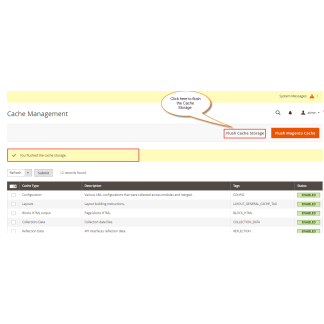 System Messages: 1
Click here to flush
the Cache
Storage
Cache Management
admin
Flush Cache Storage
Flush Magento Cache
You flushed the cache storage.
Refresh
Submit
records found
Cache Type
Description
Tags
Status
Configuration
Various XML configurations that were collected across modules and merged
CONFIG
ENABLED
Layouts
Layout building instructions
LAYOUT_GENERAL_CACHE_TAG
ENABLED
Blocks HTML output
Page blocks HTML
BLOCK_HTML
ENABLED
Collections Data
Collection data files
COLLECTION_DATA
ENABLED
Reflection Data
API interfaces reflection data
REFLECTION
ENABLED